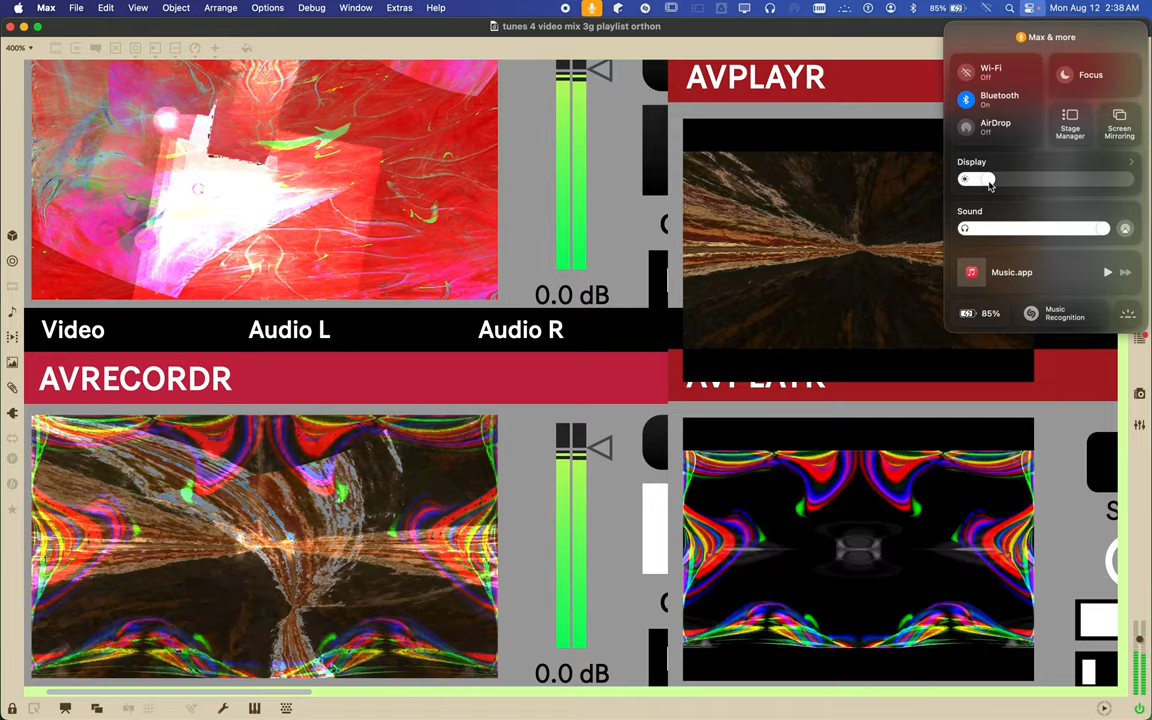 Max File Edit View Object Arrange Options Debug Window Extras Help 85% Mon Aug 12 2:38 AM
tunes 4 video mix 3g playlist orthon
400%
Max & more
Wi-Fi
Off
Focus
Bluetooth
On
AirDrop
Off
Stage
Manager
Screen
Mirroring
Display
Sound
Music.app
85%
Music
Recognition
AVPLAYR
0.0 dB
Video Audio L Audio R
AVRECORDR
0.0 dB